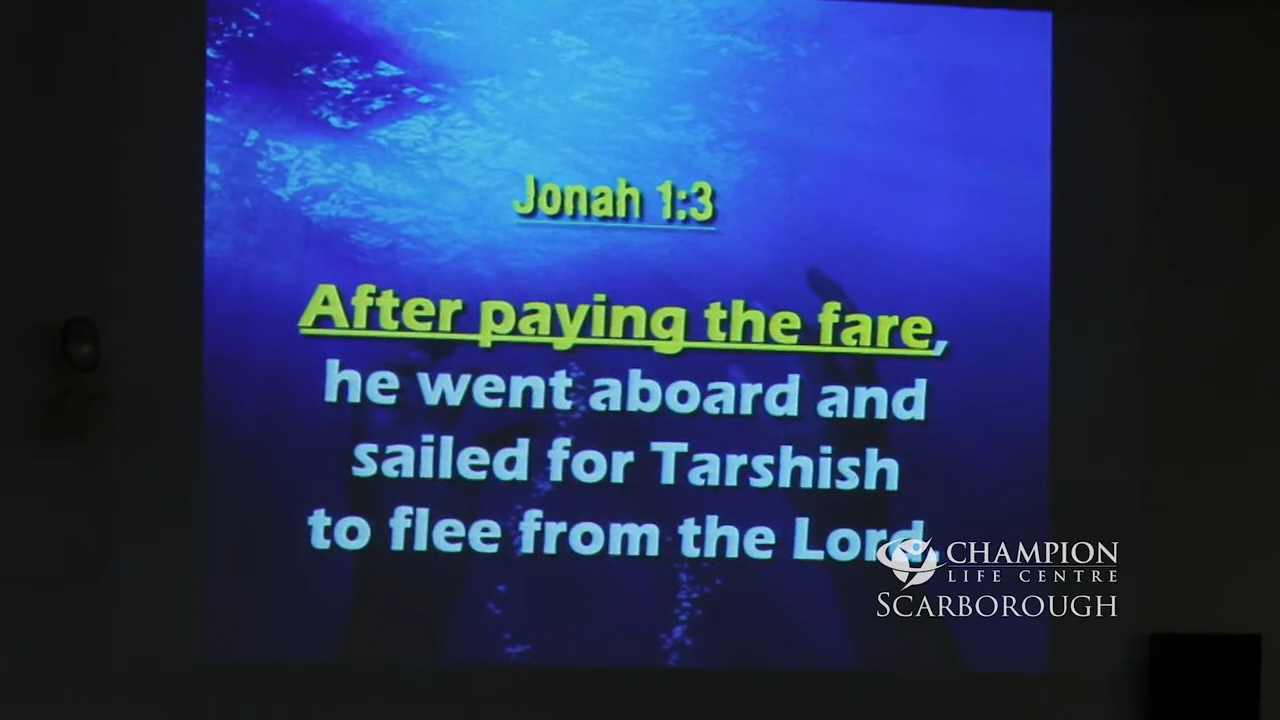 Jonah 1:3
After paying the fare,
he went aboard and
sailed for Tarshish
to flee from the Lord.
CHAMPION
LIFE CENTRE
SCARBOROUGH